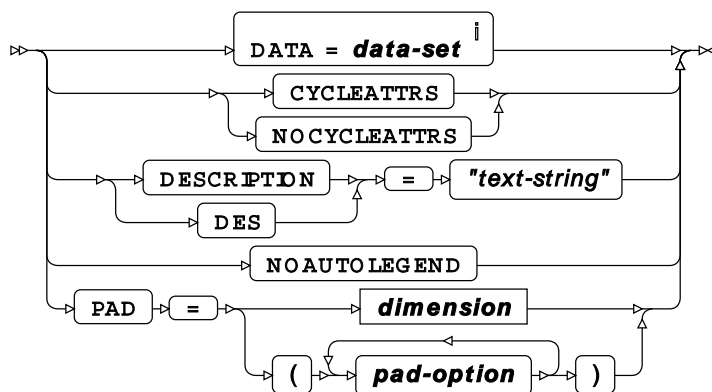 DATA = data-set i
CYCLEATTRS
NOCYCLEATTRS
DESCRIPTION = "text-string"
DES
NOAUTOLEGEND
PAD = dimension
( pad-option )